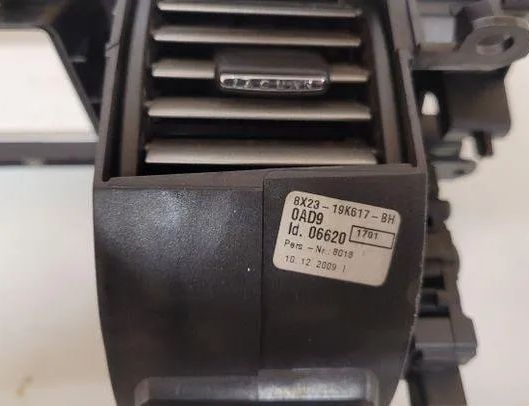 8X23-19K617-BH
0AD9
Id. 06620 1701
Pers-Nr.: 8018
10.12.2009